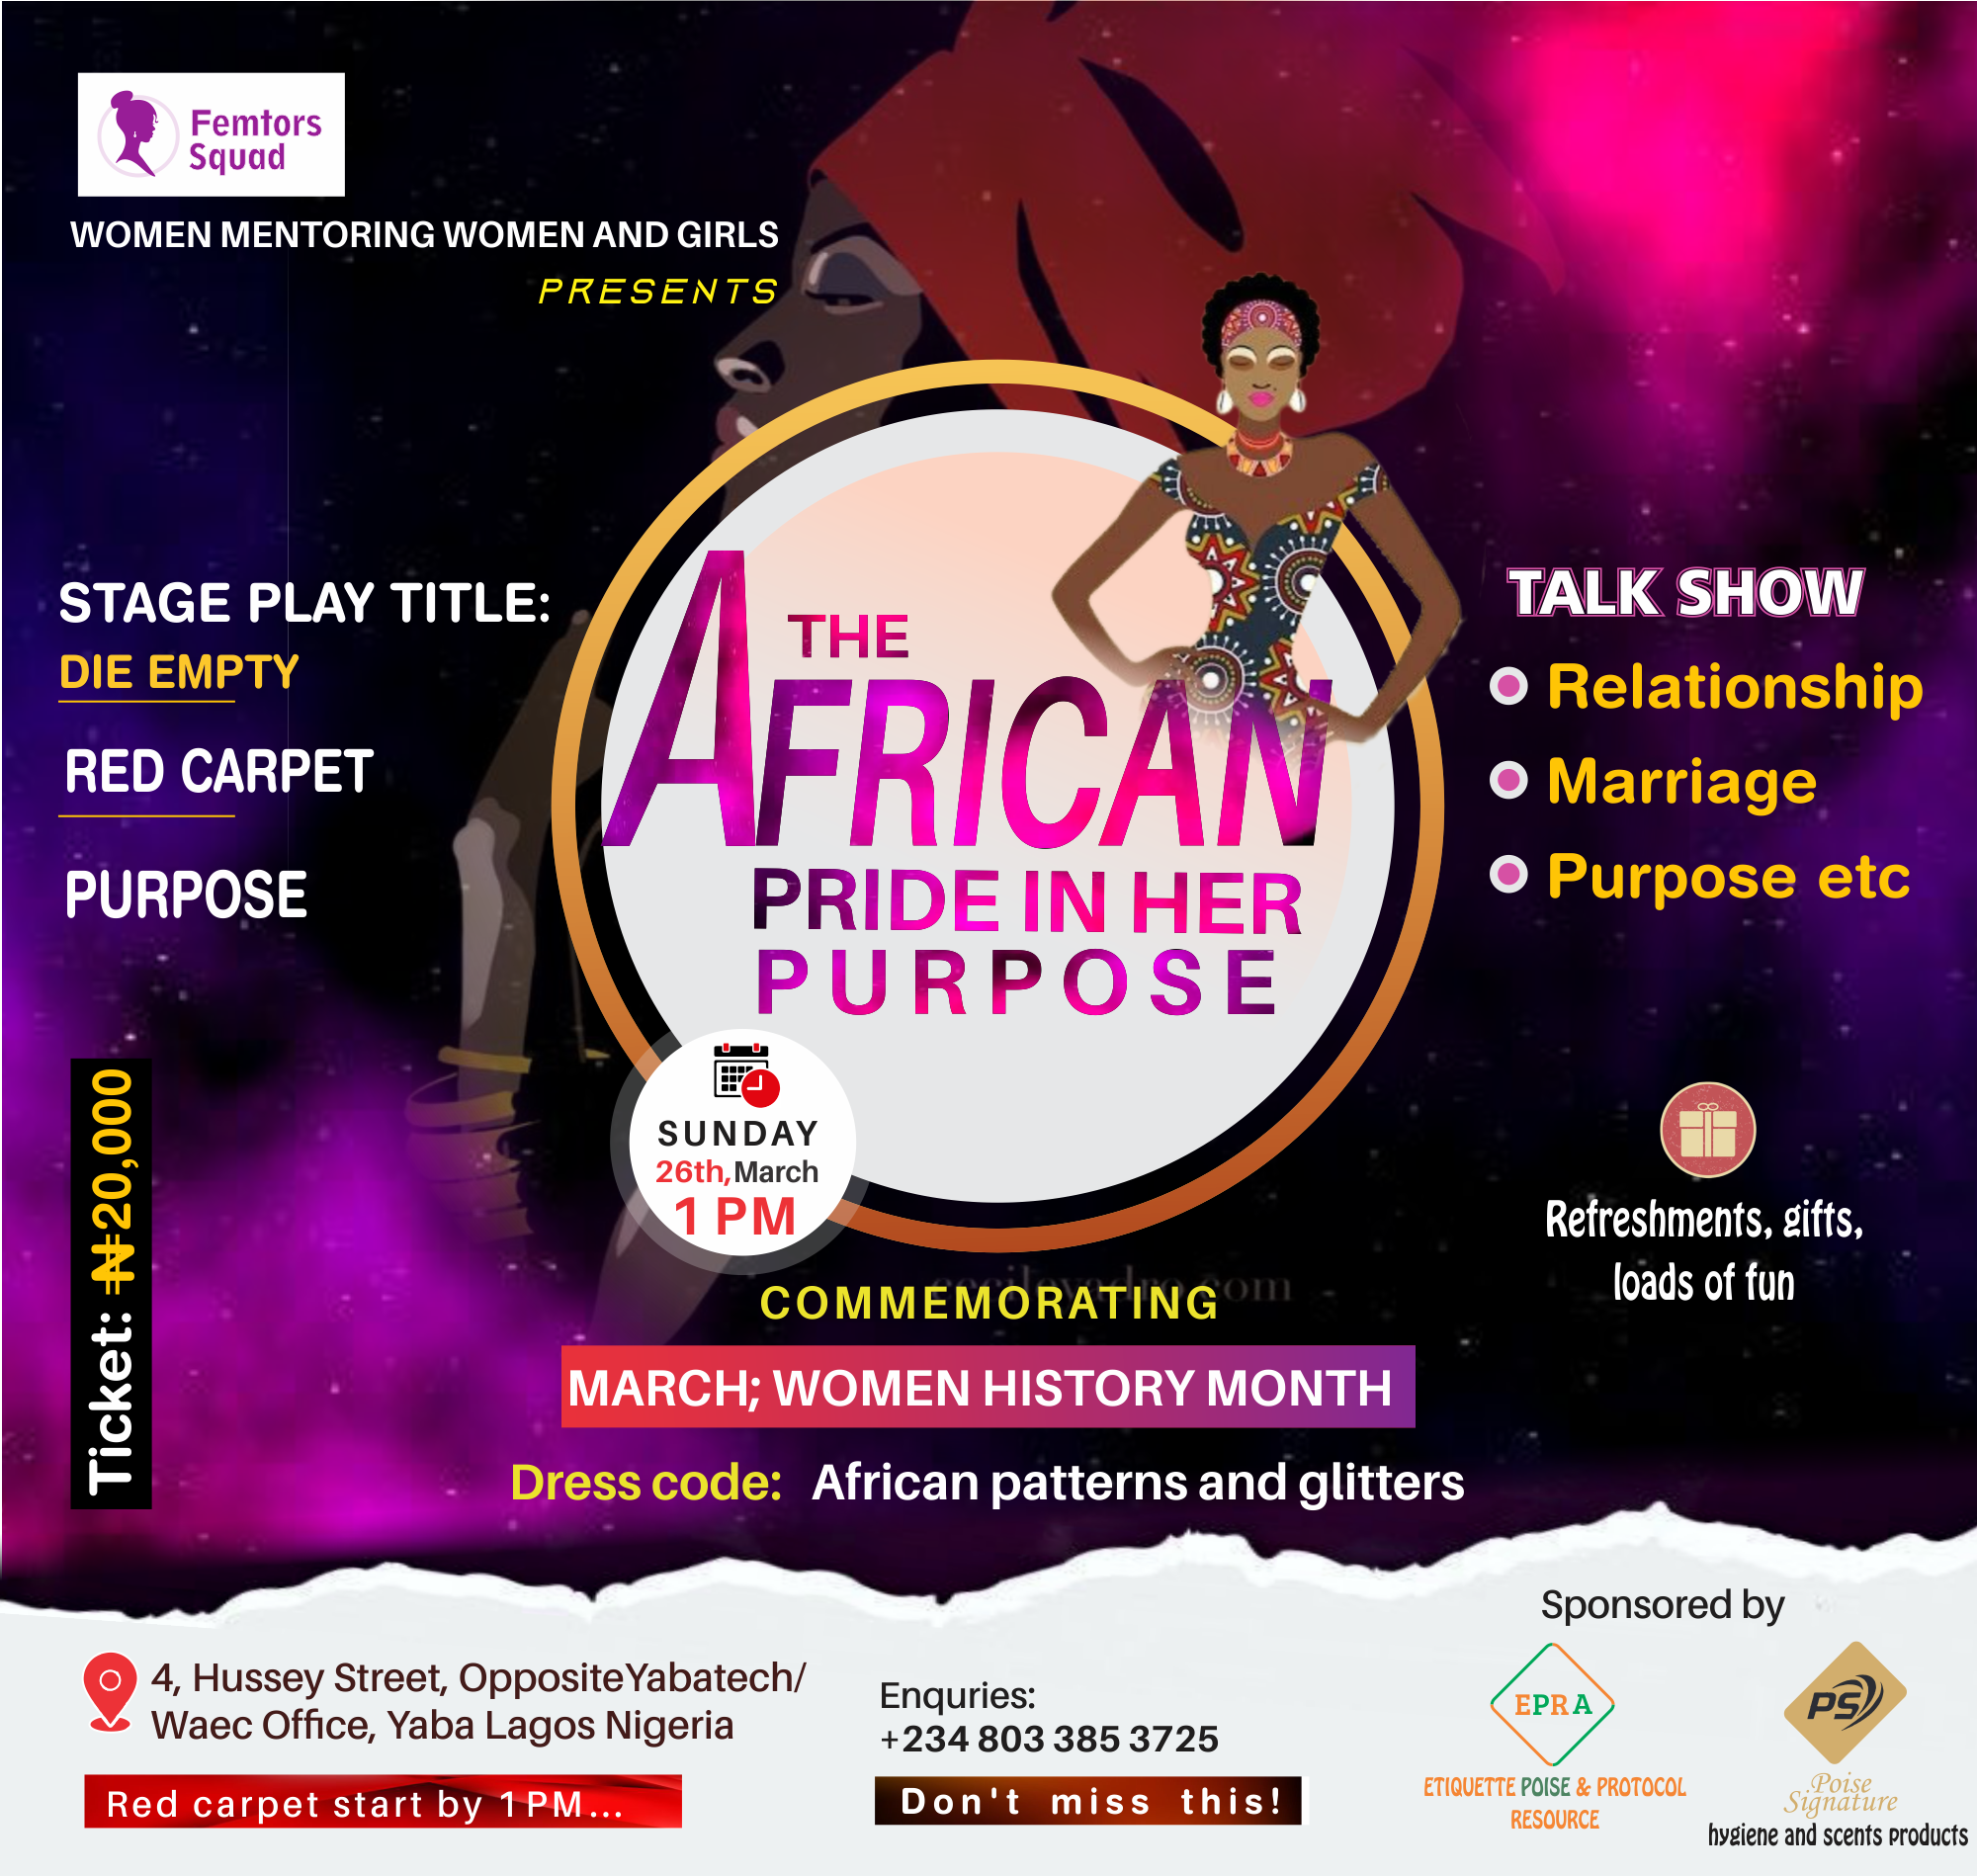 Femtors
Squad
WOMEN MENTORING WOMEN AND GIRLS
PRESENTS
STAGE PLAY TITLE:
DIE EMPTY
RED CARPET
PURPOSE
THE
AFRICAN
PRIDE IN HER
PURPOSE
TALK SHOW
Relationship
Marriage
Purpose etc
SUNDAY
26th, March
1 PM
Ticket: ₦20,000
Refreshments, gifts,
loads of fun
COMMEMORATING
MARCH; WOMEN HISTORY MONTH
Dress code: African patterns and glitters
4, Hussey Street, Opposite Yabatech/
Waec Office, Yaba Lagos Nigeria
Red carpet start by 1 PM...
Enquries:
+234 803 385 3725
Don't miss this!
Sponsored by
EPRA
ETIQUETTE POISE & PROTOCOL
RESOURCE
PS
Poise
Signature
hygiene and scents products